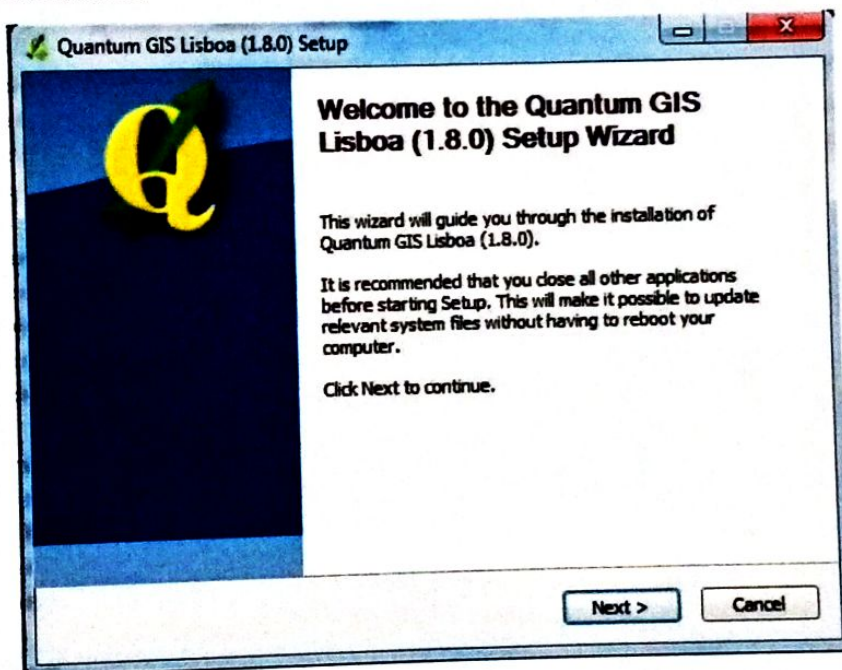 Quantum GIS Lisboa (1.8.0) Setup
Welcome to the Quantum GIS
Lisboa (1.8.0) Setup Wizard
This wizard will guide you through the installation of
Quantum GIS Lisboa (1.8.0).
It is recommended that you close all other applications
before starting Setup. This will make it possible to update
relevant system files without having to reboot your
computer.
Click Next to continue.
Next >
Cancel